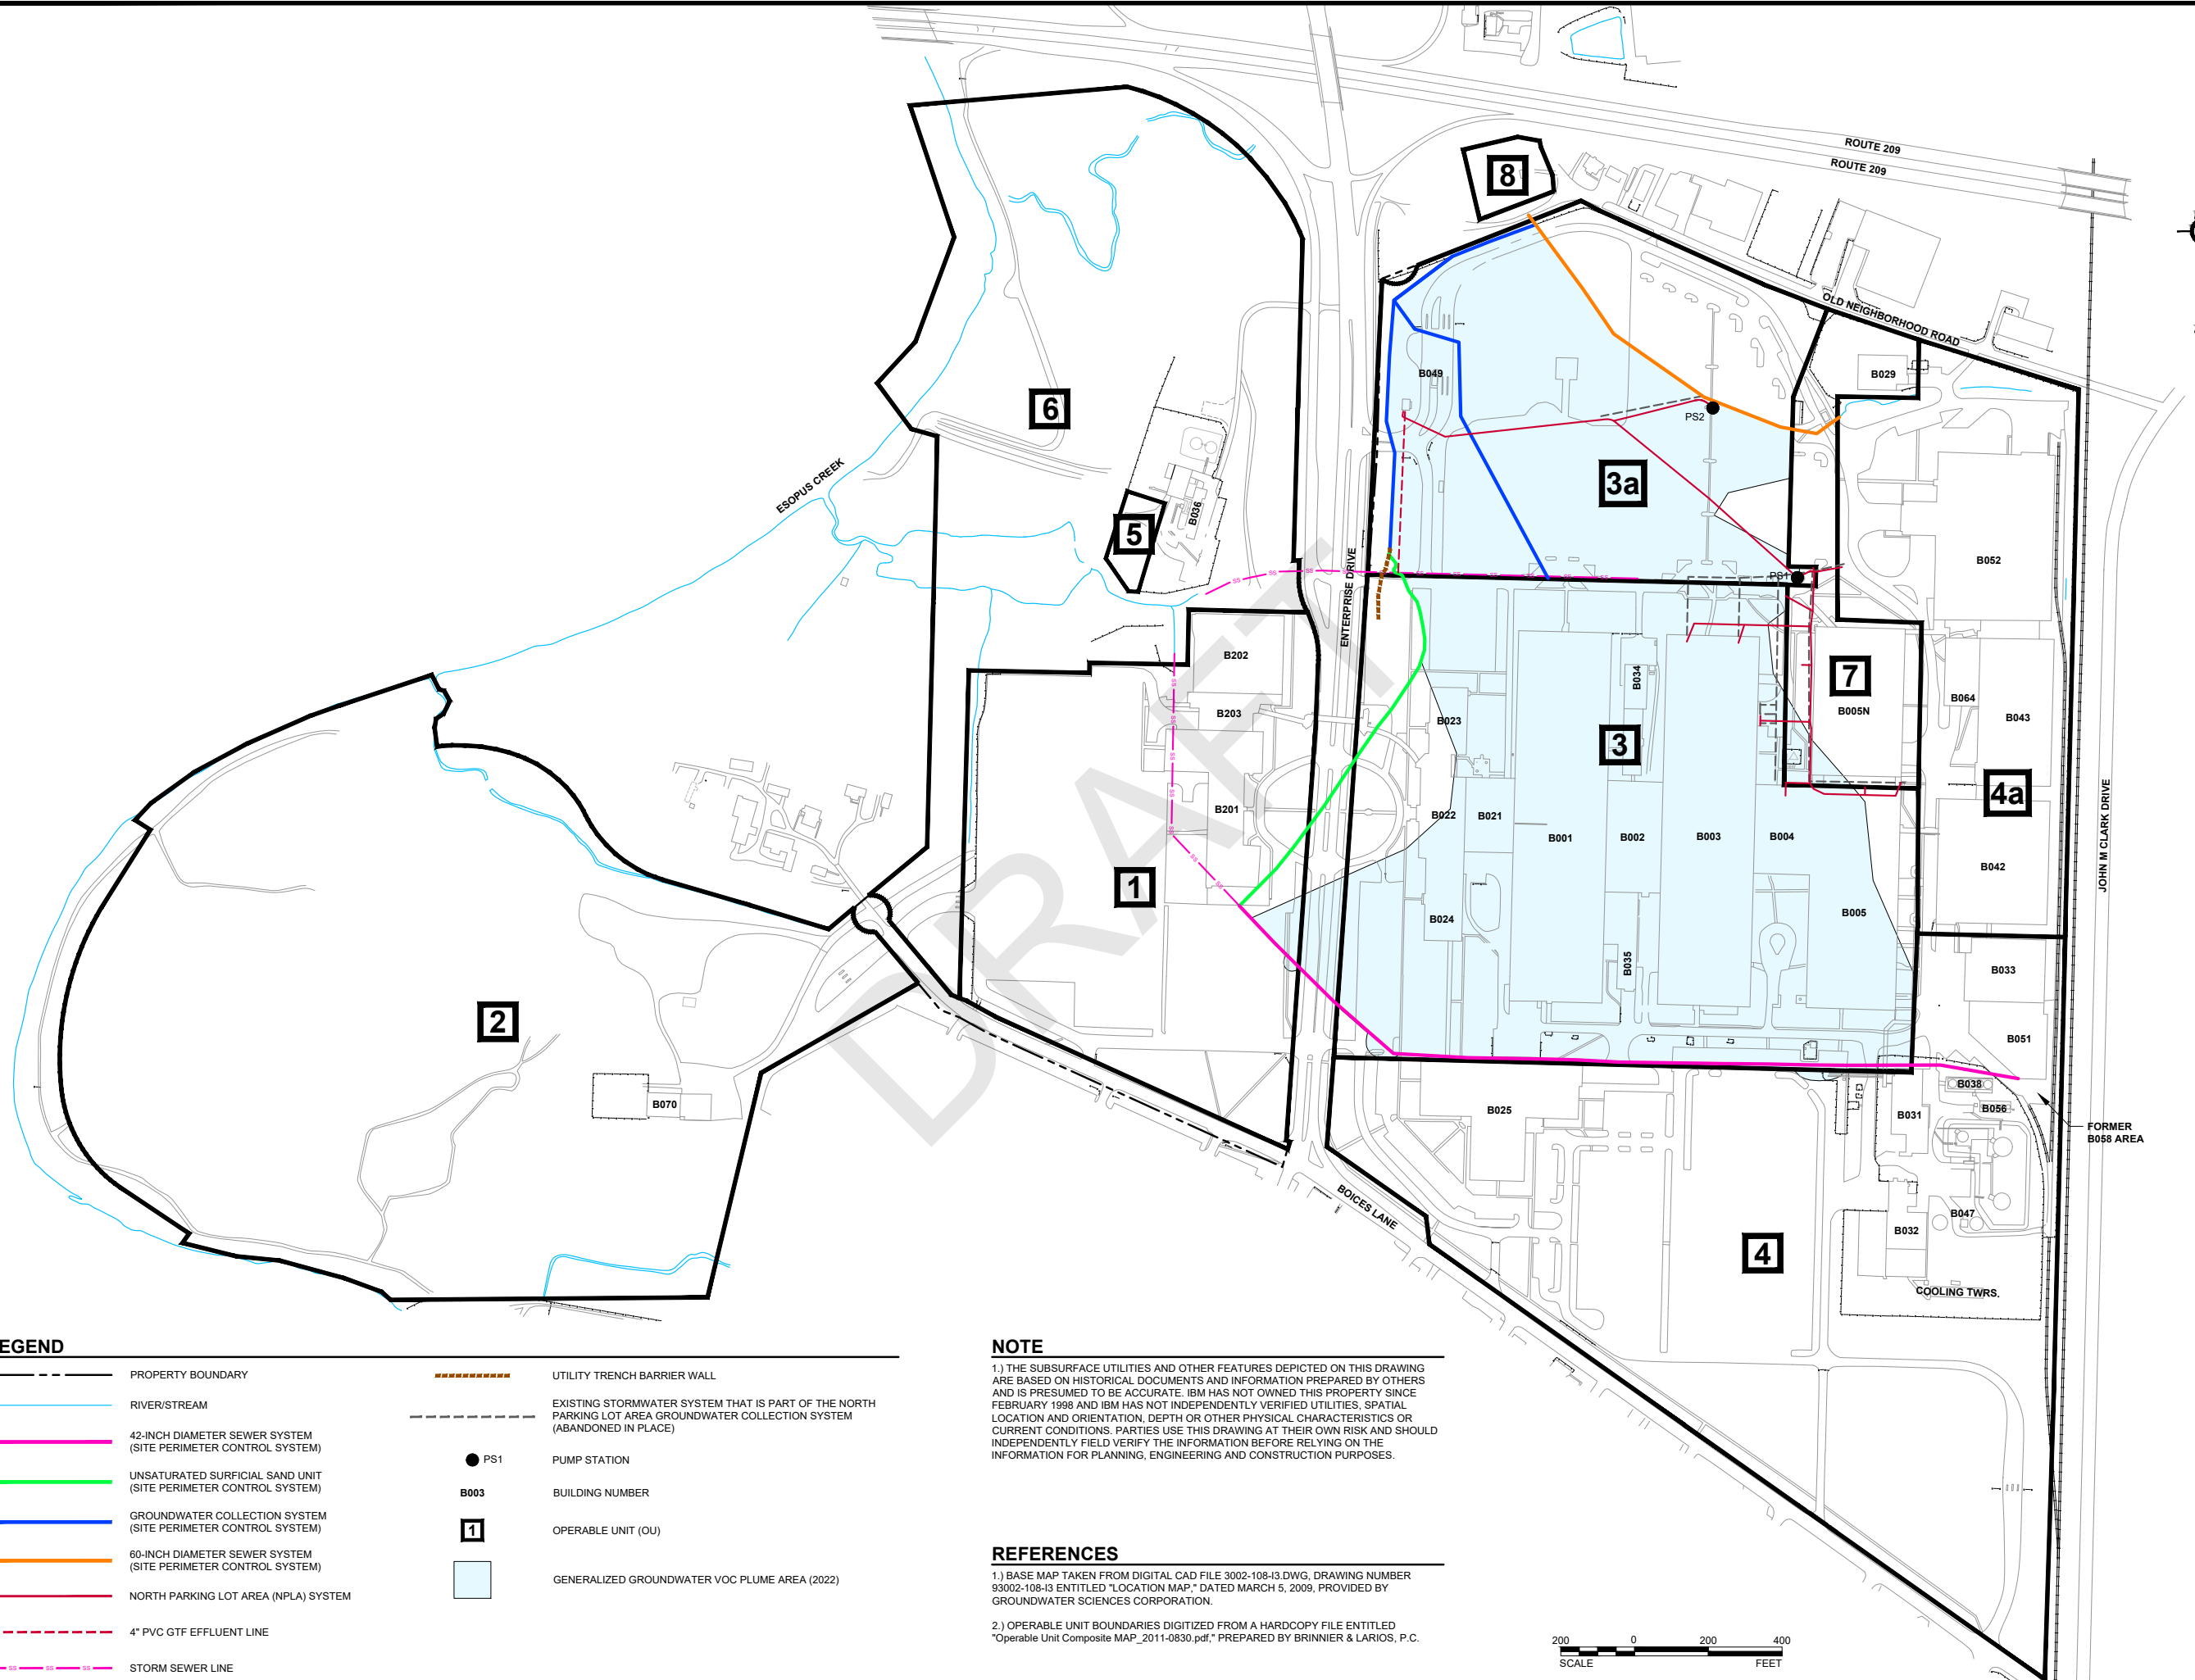 ROUTE 209
ROUTE 209
8
OLD NEIGHBORHOOD ROAD
B029
B049
6
PS2
ESOPUS CREEK
3a
B036
5
B052
ENTERPRISE DRIVE
PS1
B202
B034
7
B064
B005N
B203
B023
B043
3
4a
B201
B022
B021
B001
B002
B003
B004
JOHN M CLARK DRIVE
B042
1
B024
B005
B035
B033
2
B051
B038
B070
B025
B031
B056
FORMER
B058 AREA
BOICES LANE
B047
B032
4
COOLING TWRS.
SS
DRAFT
EGEND
PROPERTY BOUNDARY
RIVER/STREAM
42-INCH DIAMETER SEWER SYSTEM
(SITE PERIMETER CONTROL SYSTEM)
UNSATURATED SURFICIAL SAND UNIT
(SITE PERIMETER CONTROL SYSTEM)
GROUNDWATER COLLECTION SYSTEM
(SITE PERIMETER CONTROL SYSTEM)
60-INCH DIAMETER SEWER SYSTEM
(SITE PERIMETER CONTROL SYSTEM)
NORTH PARKING LOT AREA (NPLA) SYSTEM
4" PVC GTF EFFLUENT LINE
SS SS SS STORM SEWER LINE
UTILITY TRENCH BARRIER WALL
EXISTING STORMWATER SYSTEM THAT IS PART OF THE NORTH
PARKING LOT AREA GROUNDWATER COLLECTION SYSTEM
(ABANDONED IN PLACE)
PS1 PUMP STATION
B003 BUILDING NUMBER
1 OPERABLE UNIT (OU)
GENERALIZED GROUNDWATER VOC PLUME AREA (2022)
NOTE
1.) THE SUBSURFACE UTILITIES AND OTHER FEATURES DEPICTED ON THIS DRAWING
ARE BASED ON HISTORICAL DOCUMENTS AND INFORMATION PREPARED BY OTHERS
AND IS PRESUMED TO BE ACCURATE. IBM HAS NOT OWNED THIS PROPERTY SINCE
FEBRUARY 1998 AND IBM HAS NOT INDEPENDENTLY VERIFIED UTILITIES, SPATIAL
LOCATION AND ORIENTATION, DEPTH OR OTHER PHYSICAL CHARACTERISTICS OR
CURRENT CONDITIONS. PARTIES USE THIS DRAWING AT THEIR OWN RISK AND SHOULD
INDEPENDENTLY FIELD VERIFY THE INFORMATION BEFORE RELYING ON THE
INFORMATION FOR PLANNING, ENGINEERING AND CONSTRUCTION PURPOSES.
REFERENCES
1.) BASE MAP TAKEN FROM DIGITAL CAD FILE 3002-108-I3.DWG, DRAWING NUMBER
93002-108-I3 ENTITLED "LOCATION MAP," DATED MARCH 5, 2009, PROVIDED BY
GROUNDWATER SCIENCES CORPORATION.
2.) OPERABLE UNIT BOUNDARIES DIGITIZED FROM A HARDCOPY FILE ENTITLED
"Operable Unit Composite MAP_2011-0830.pdf," PREPARED BY BRINNIER & LARIOS, P.C.
200 0 200 400
SCALE FEET